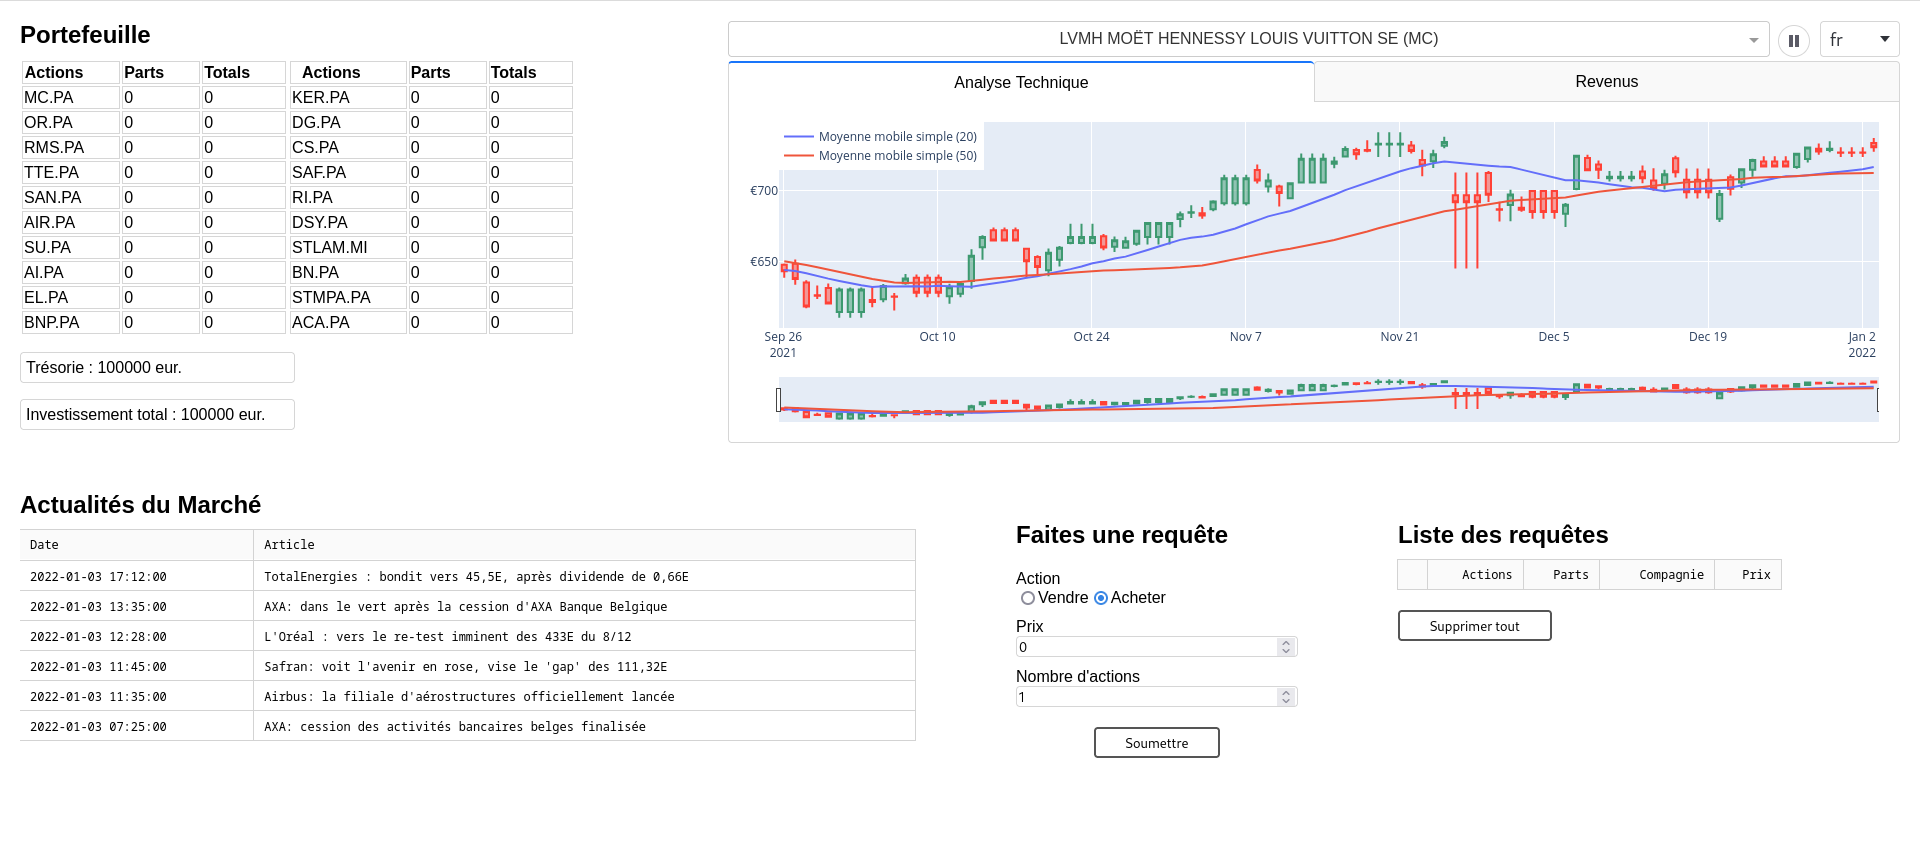 Portefeuille
Actions Parts Totals Actions Parts Totals
MC.PA 0 0 KER.PA 0 0
OR.PA 0 0 DG.PA 0 0
RMS.PA 0 0 CS.PA 0 0
TTE.PA 0 0 SAF.PA 0 0
SAN.PA 0 0 RI.PA 0 0
AIR.PA 0 0 DSY.PA 0 0
SU.PA 0 0 STLAM.MI 0 0
AI.PA 0 0 BN.PA 0 0
EL.PA 0 0 STMPA.PA 0 0
BNP.PA 0 0 ACA.PA 0 0
Trésorie : 100000 eur.
Investissement total : 100000 eur.
LVMH MOËT HENNESSY LOUIS VUITTON SE (MC)
fr
Analyse Technique Revenus
Moyenne mobile simple (20)
Moyenne mobile simple (50)
€700
€650
Sep 26 Oct 10 Oct 24 Nov 7 Nov 21 Dec 5 Dec 19 Jan 2
2021 2022
Actualités du Marché
Date Article
2022-01-03 17:12:00 TotalEnergies : bondit vers 45,5E, après dividende de 0,66E
2022-01-03 13:35:00 AXA: dans le vert après la cession d'AXA Banque Belgique
2022-01-03 12:28:00 L'Oréal : vers le re-test imminent des 433E du 8/12
2022-01-03 11:45:00 Safran: voit l'avenir en rose, vise le 'gap' des 111,32E
2022-01-03 11:35:00 Airbus: la filiale d'aérostructures officiellement lancée
2022-01-03 07:25:00 AXA: cession des activités bancaires belges finalisée
Faites une requête
Action
Vendre Acheter
Prix
0
Nombre d'actions
1
Soumettre
Liste des requêtes
Actions Parts Compagnie Prix
Supprimer tout